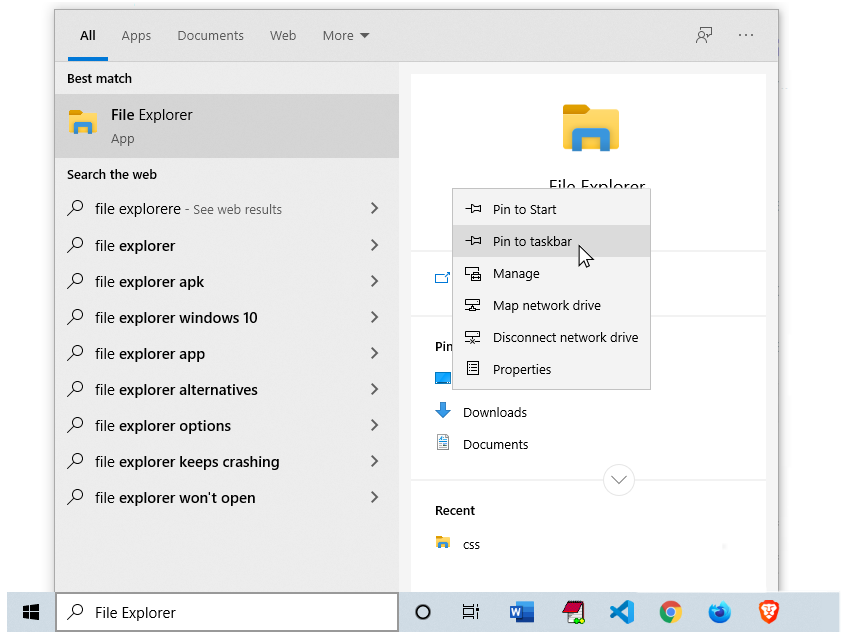 All Apps Documents Web More
Best match
File Explorer
App
Search the web
file explorere - See web results
file explorer
file explorer apk
file explorer windows 10
file explorer app
file explorer alternatives
file explorer options
file explorer keeps crashing
file explorer won't open
File Explorer
Pin to Start
Pin to taskbar
Manage
Map network drive
Disconnect network drive
Properties
Pin
Downloads
Documents
Recent
css
File Explorer